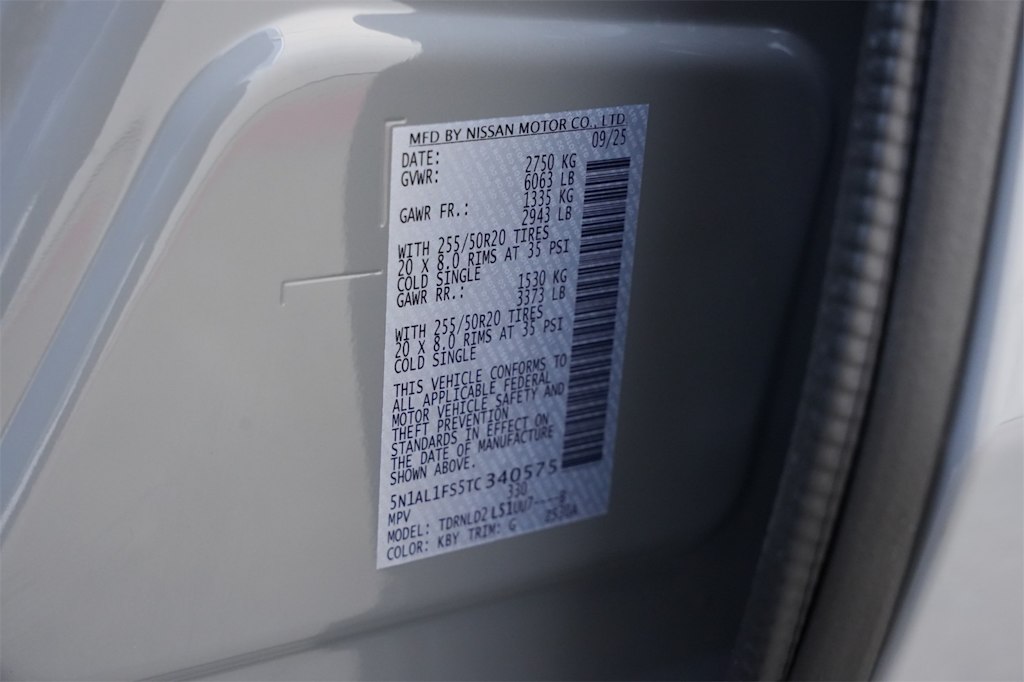 MFD BY NISSAN MOTOR CO., LTD
DATE: 09/25
GVWR: 2750 KG
6063 LB
GAWR FR.: 1335 KG
2943 LB
WITH 255/50R20 TIRES
20 X 8.0 RIMS AT 35 PSI
COLD SINGLE
GAWR RR.: 1530 KG
3373 LB
WITH 255/50R20 TIRES
20 X 8.0 RIMS AT 35 PSI
COLD SINGLE
THIS VEHICLE CONFORMS TO
ALL APPLICABLE FEDERAL
MOTOR VEHICLE SAFETY AND
THEFT PREVENTION
STANDARDS IN EFFECT ON
THE DATE OF MANUFACTURE
SHOWN ABOVE.
5N1AL1FS5TC340575
MPV 330
MODEL: TDRNLD2
COLOR: KBY TRIM: G